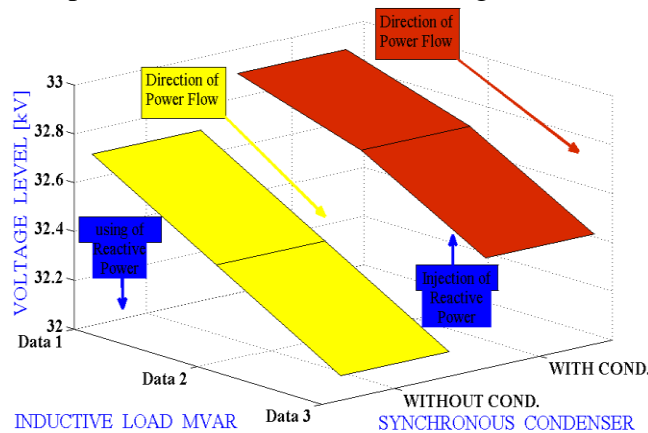 Direction of
Power Flow
Direction of
Power Flow
33
32.8
32.6
32.4
32.2
32
VOLTAGE LEVEL [kV]
using of
Reactive
Power
Injection of
Reactive
Power
Data 1
Data 2
Data 3
WITH COND.
WITHOUT COND.
INDUCTIVE LOAD MVAR
SYNCHRONOUS CONDENSER